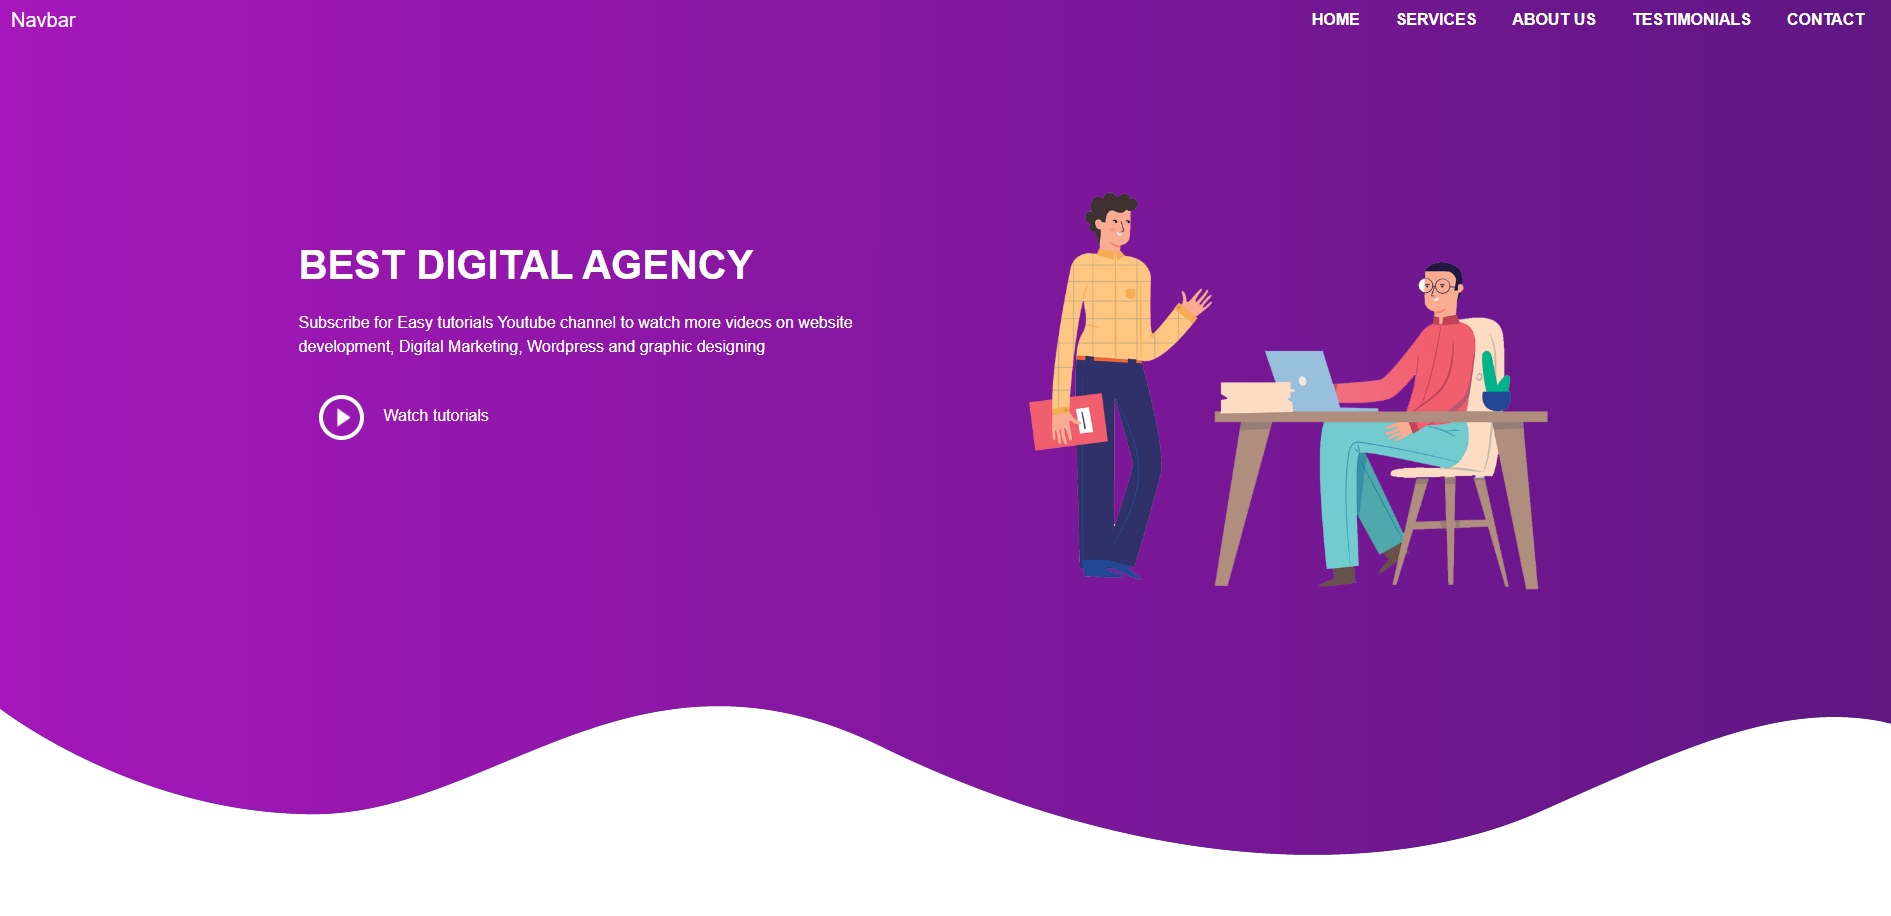 Navbar
HOME SERVICES ABOUT US TESTIMONIALS CONTACT
BEST DIGITAL AGENCY
Subscribe for Easy tutorials Youtube channel to watch more videos on website
development, Digital Marketing, Wordpress and graphic designing
Watch tutorials